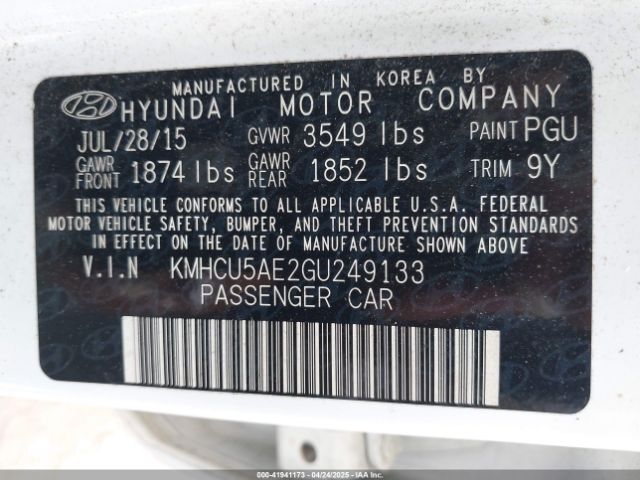 MANUFACTURED IN KOREA BY
HYUNDAI MOTOR COMPANY
JUL/28/15 GVWR 3549 lbs PAINT PGU
GAWR FRONT 1874 lbs GAWR REAR 1852 lbs TRIM 9Y
THIS VEHICLE CONFORMS TO ALL APPLICABLE U.S.A. FEDERAL
MOTOR VEHICLE SAFETY, BUMPER, AND THEFT PREVENTION STANDARDS
IN EFFECT ON THE DATE OF MANUFACTURE SHOWN ABOVE.
V.I.N KMHCU5AE2GU249133
PASSENGER CAR
000-41941173 - 04/24/2025 - IAA INC.